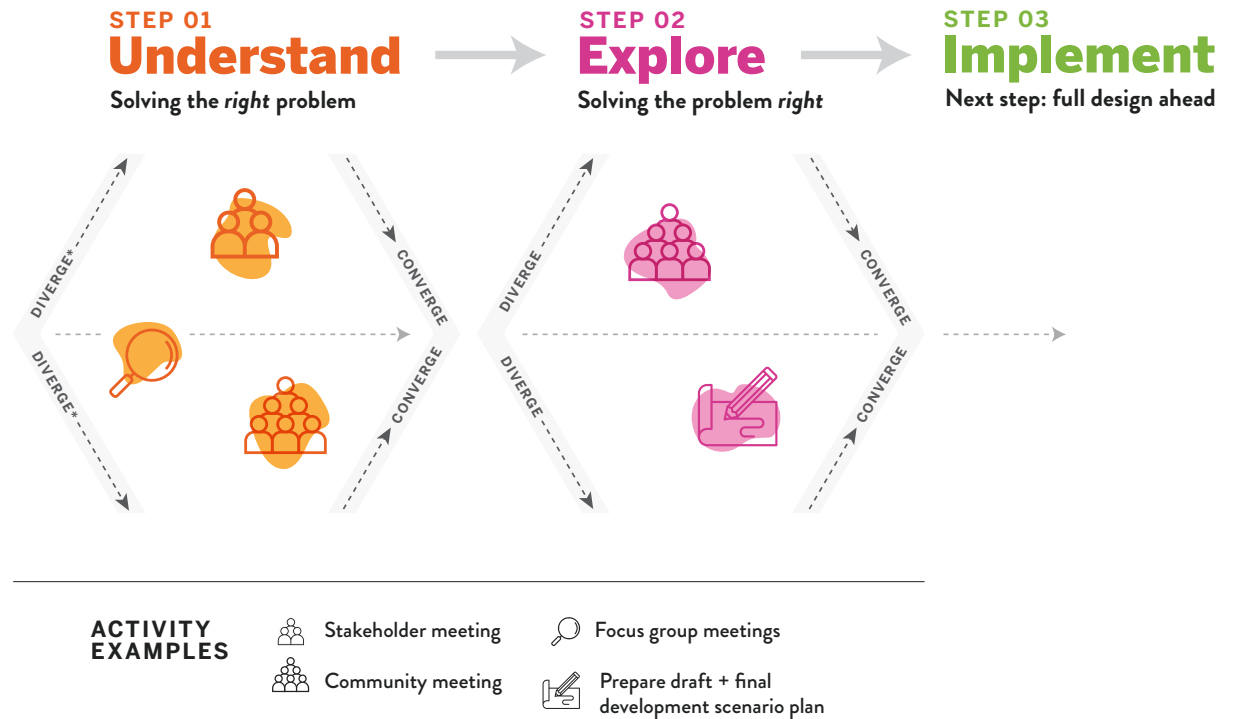 STEP 01
Understand
Solving the right problem
STEP 02
Explore
Solving the problem right
STEP 03
Implement
Next step: full design ahead
DIVERGE*
CONVERGE
DIVERGE*
CONVERGE
DIVERGE
CONVERGE
DIVERGE
CONVERGE
ACTIVITY
EXAMPLES
Stakeholder meeting
Community meeting
Focus group meetings
Prepare draft + final
development scenario plan